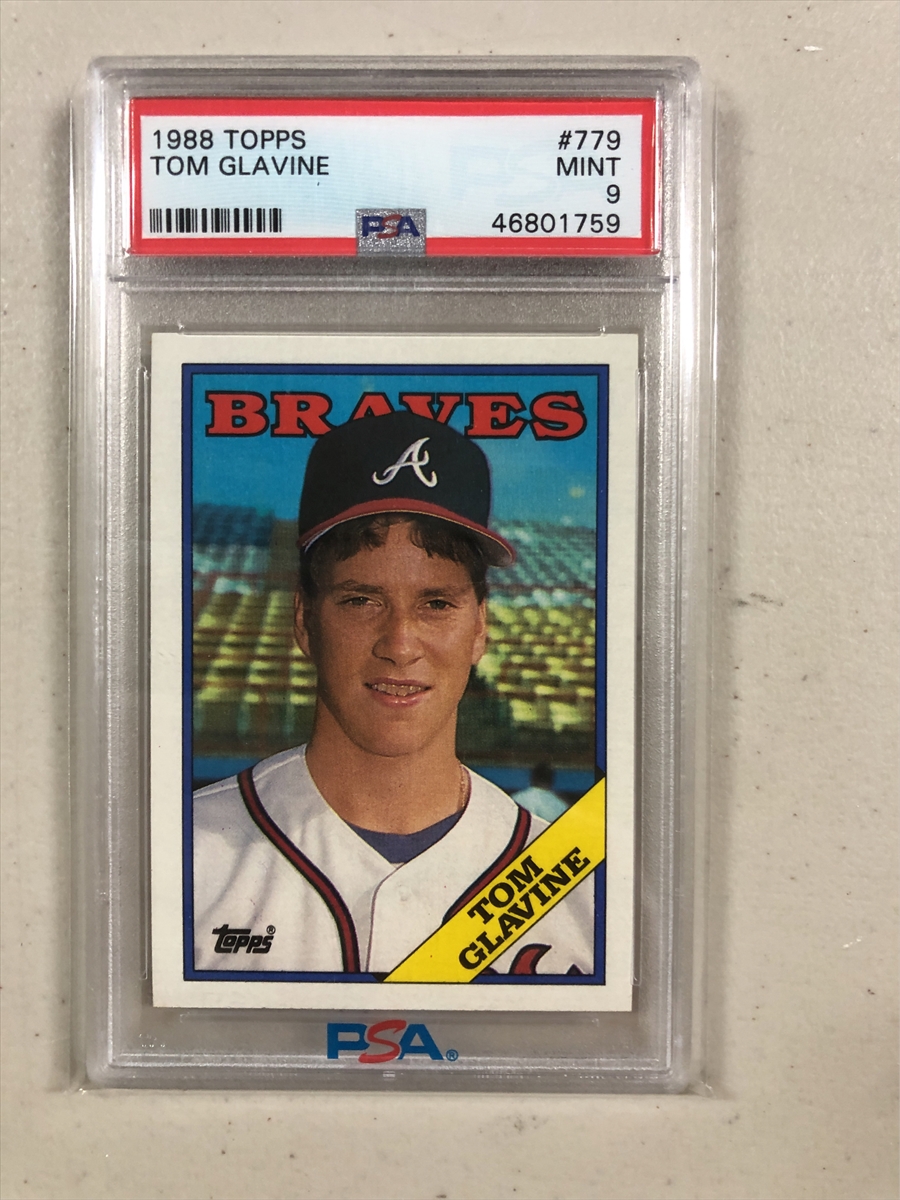 1988 TOPPS #779
TOM GLAVINE MINT
9
46801759
PSA
BRAVES
A
TOM
GLAVINE
Topps®
PSA®